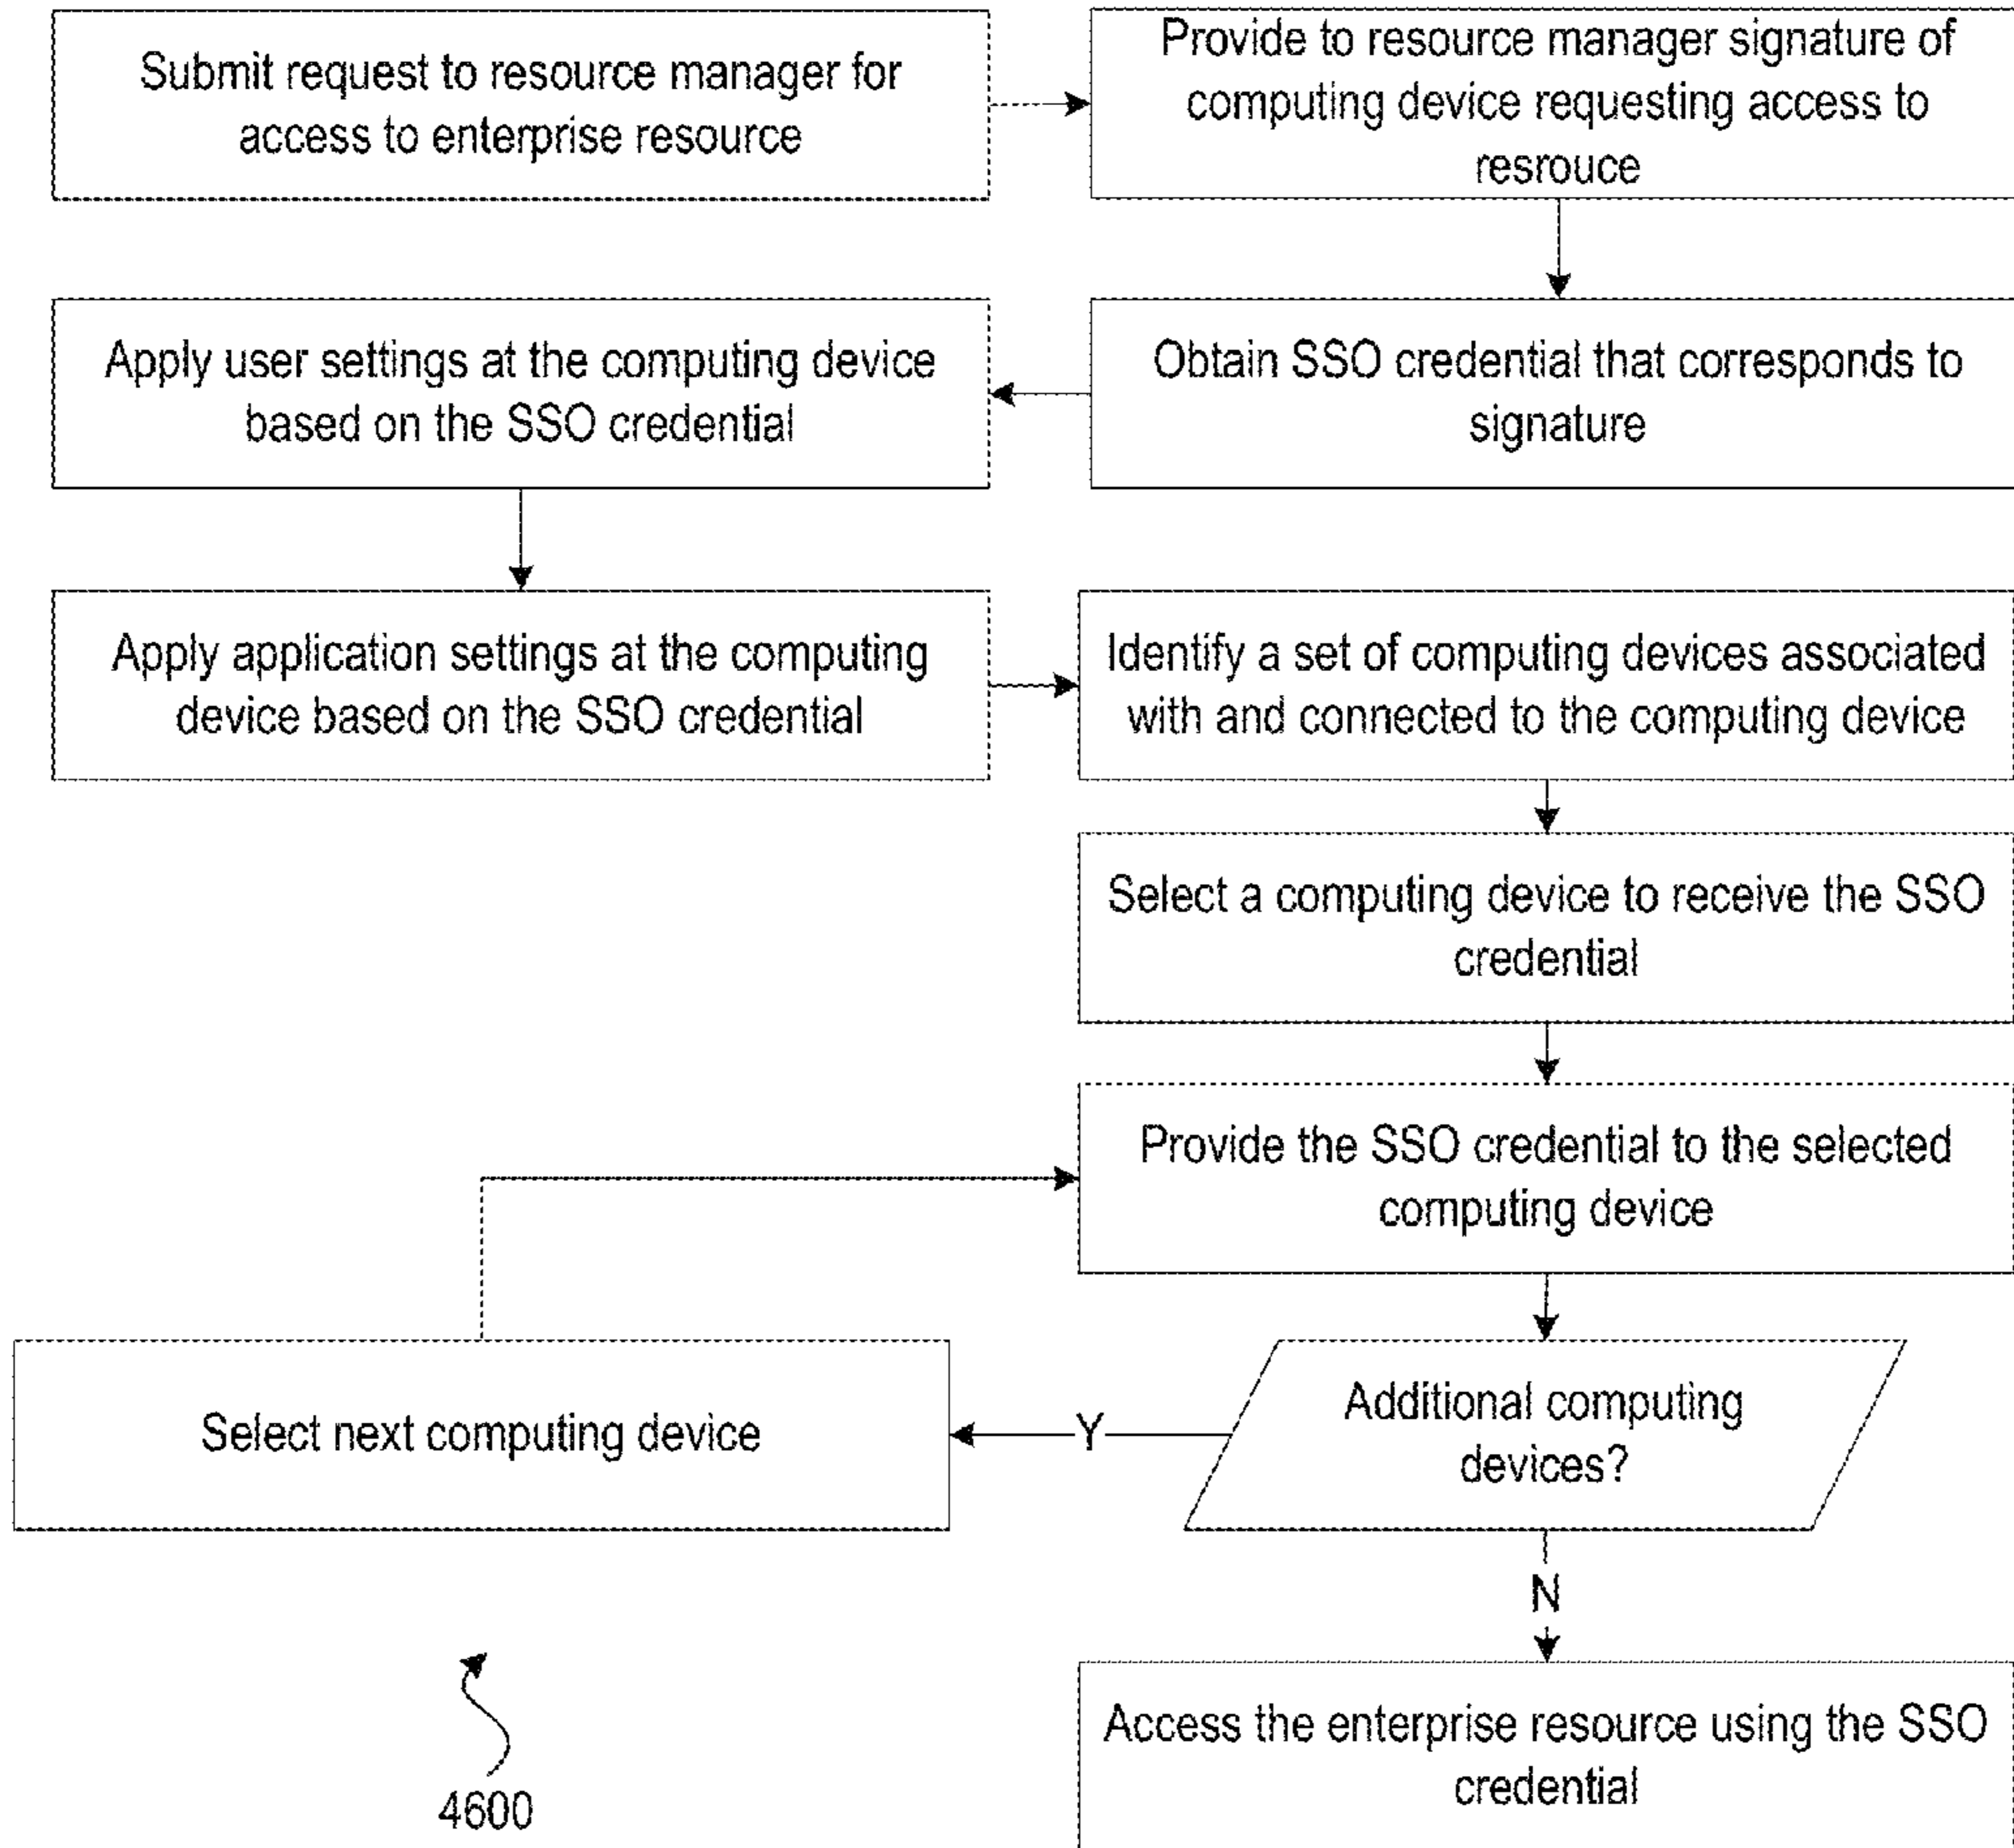 Submit request to resource manager for
access to enterprise resource
Provide to resource manager signature of
computing device requesting access to
resrouce
Obtain SSO credential that corresponds to
signature
Apply user settings at the computing device
based on the SSO credential
Apply application settings at the computing
device based on the SSO credential
Identify a set of computing devices associated
with and connected to the computing device
Select a computing device to receive the SSO
credential
Provide the SSO credential to the selected
computing device
Additional computing
devices?
Y
Select next computing device
N
Access the enterprise resource using the SSO
credential
4600